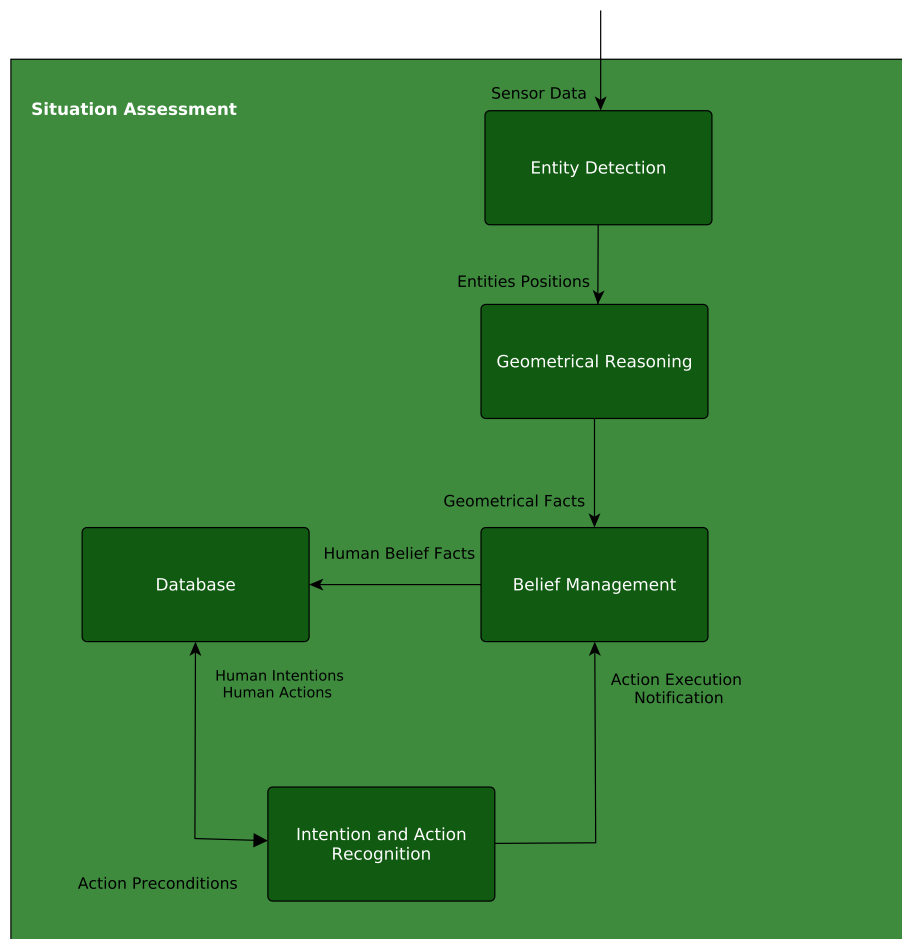 Sensor Data
Situation Assessment
Entity Detection
Entities Positions
Geometrical Reasoning
Geometrical Facts
Human Belief Facts
Database
Belief Management
Human Intentions
Human Actions
Action Execution
Notification
Intention and Action
Recognition
Action Preconditions